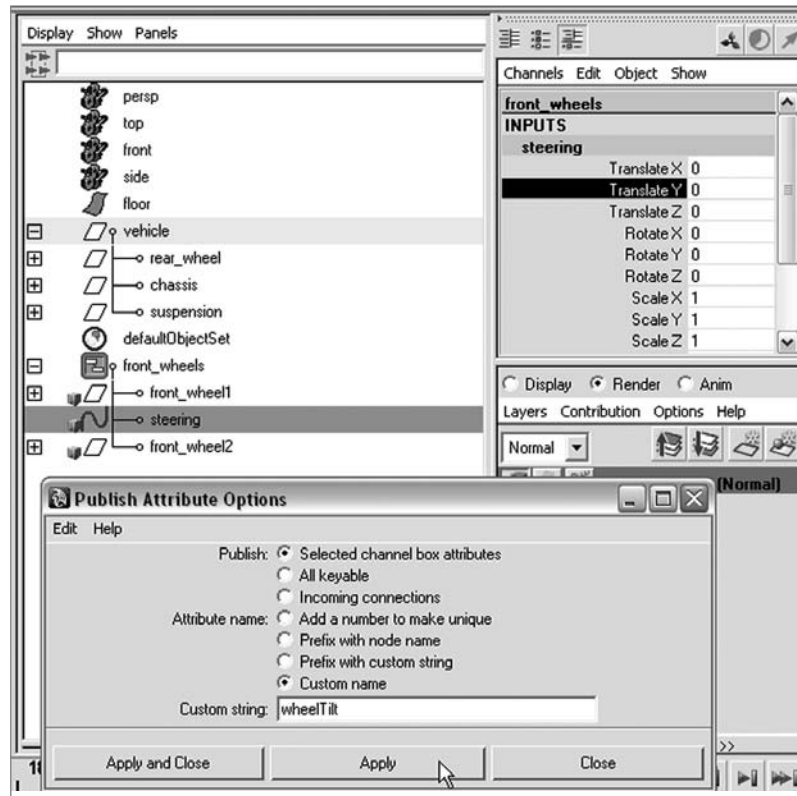 Display Show Panels
persp
top
front
side
floor
vehicle
rear_wheel
chassis
suspension
defaultObjectSet
front_wheels
front_wheel1
steering
front_wheel2
Channels Edit Object Show
front_wheels
INPUTS
steering
Translate X 0
Translate Y 0
Translate Z 0
Rotate X 0
Rotate Y 0
Rotate Z 0
Scale X 1
Scale Y 1
Scale Z 1
Display Render Anim
Layers Contribution Options Help
Normal
(Normal)
Publish Attribute Options
Edit Help
Publish: Selected channel box attributes
All keyable
Incoming connections
Attribute name: Add a number to make unique
Prefix with node name
Prefix with custom string
Custom name
Custom string: wheelTilt
Apply and Close Apply Close
>>